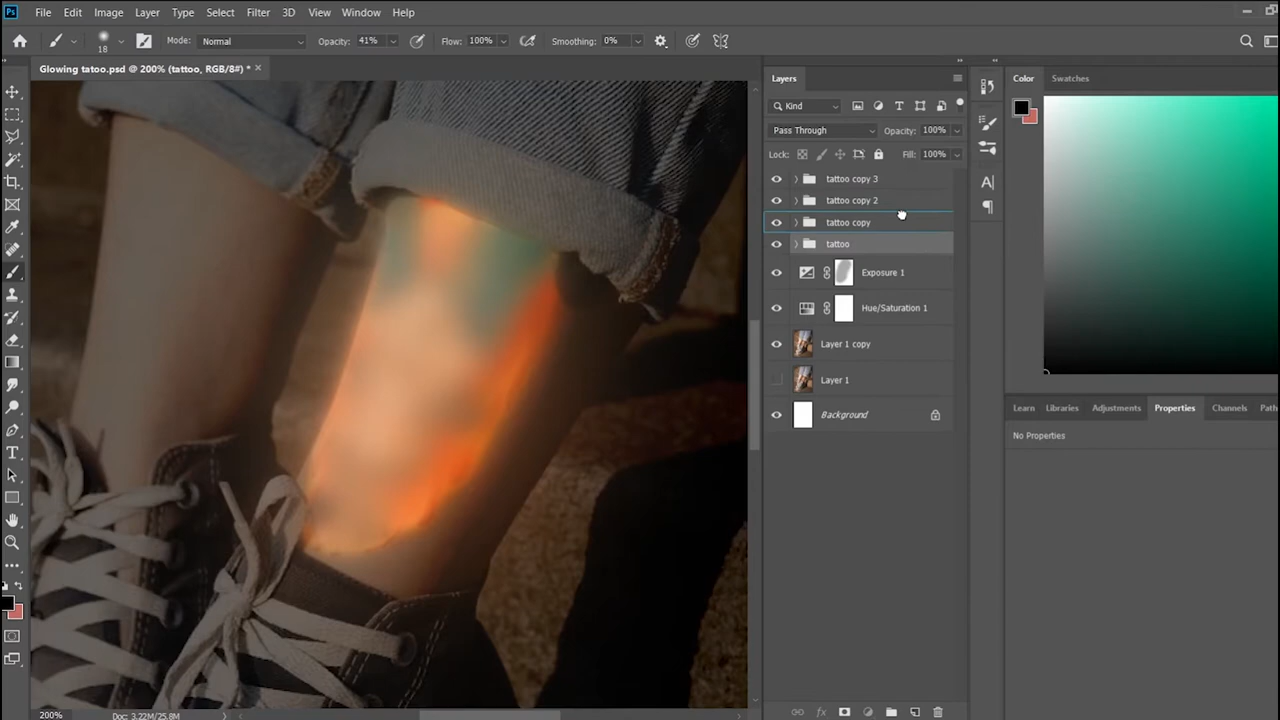 Ps File Edit Image Layer Type Select Filter 3D View Window Help
18 Mode: Normal Opacity: 41% Flow: 100% Smoothing: 0%
Glowing tatoo.psd @ 200% (tattoo, RGB/8#) * ×
Layers
Kind
Pass Through Opacity: 100%
Lock: Fill: 100%
tattoo copy 3
tattoo copy 2
tattoo copy
tattoo
Exposure 1
Hue/Saturation 1
Layer 1 copy
Layer 1
Background
Color Swatches
Learn Libraries Adjustments Properties Channels Path
No Properties
200% Doc: 3.22M/25.8M